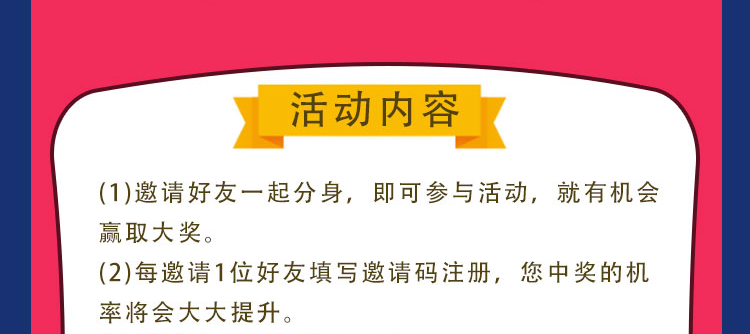 活动内容
(1)邀请好友一起分身，即可参与活动，就有机会
赢取大奖。
(2)每邀请1位好友填写邀请码注册，您中奖的机
率将会大大提升。